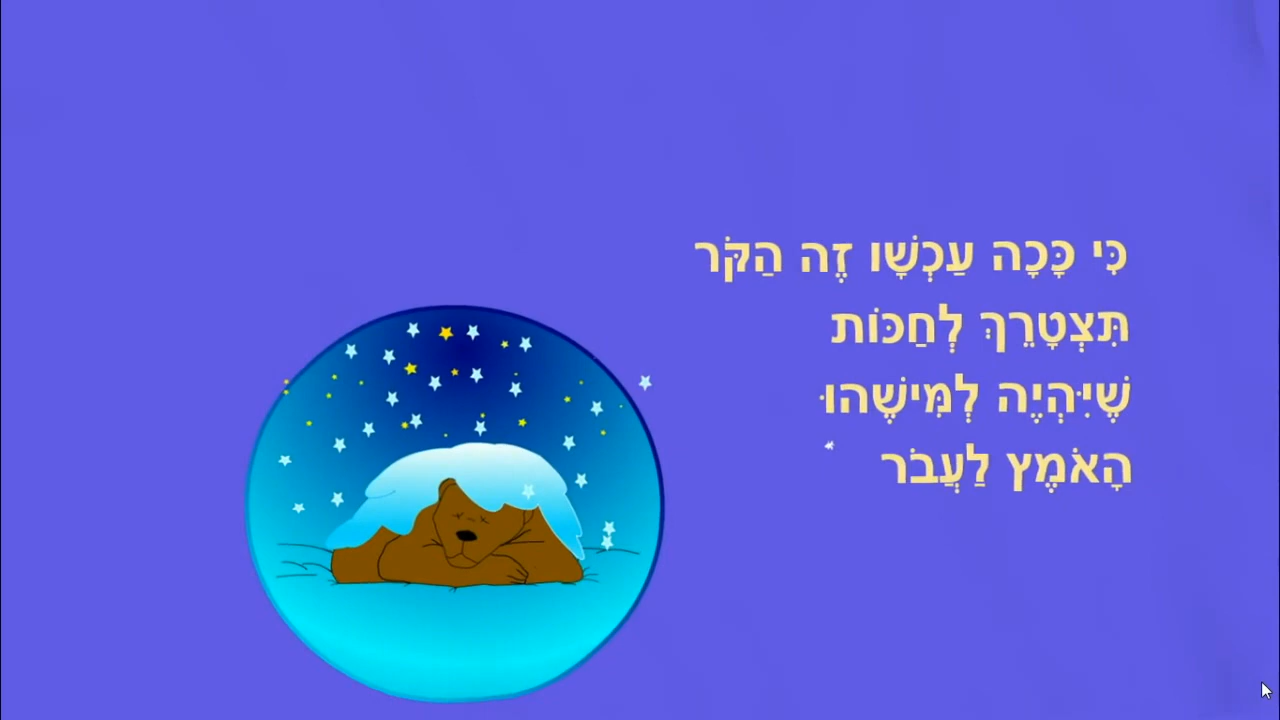 כִּי כָּכָה עַכְשָׁו זֶה הַקֹּר
תִּצְטָרֵךְ לְחַכּוֹת
שֶׁיִּהְיֶה לְמִּישֶׁהוּ
הָאֹמֶץ לַעֲבֹר